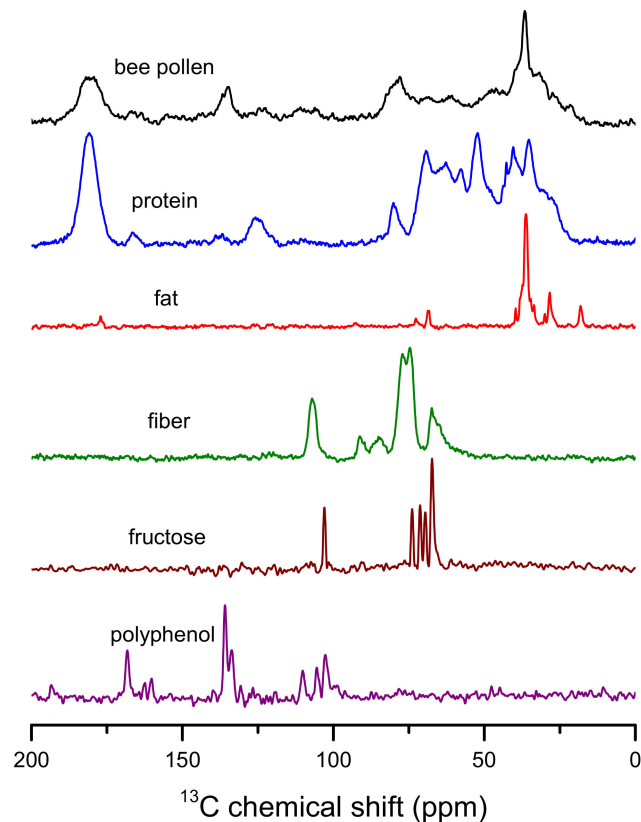 bee pollen
protein
fat
fiber
fructose
polyphenol
200 150 100 50 0
¹³C chemical shift (ppm)